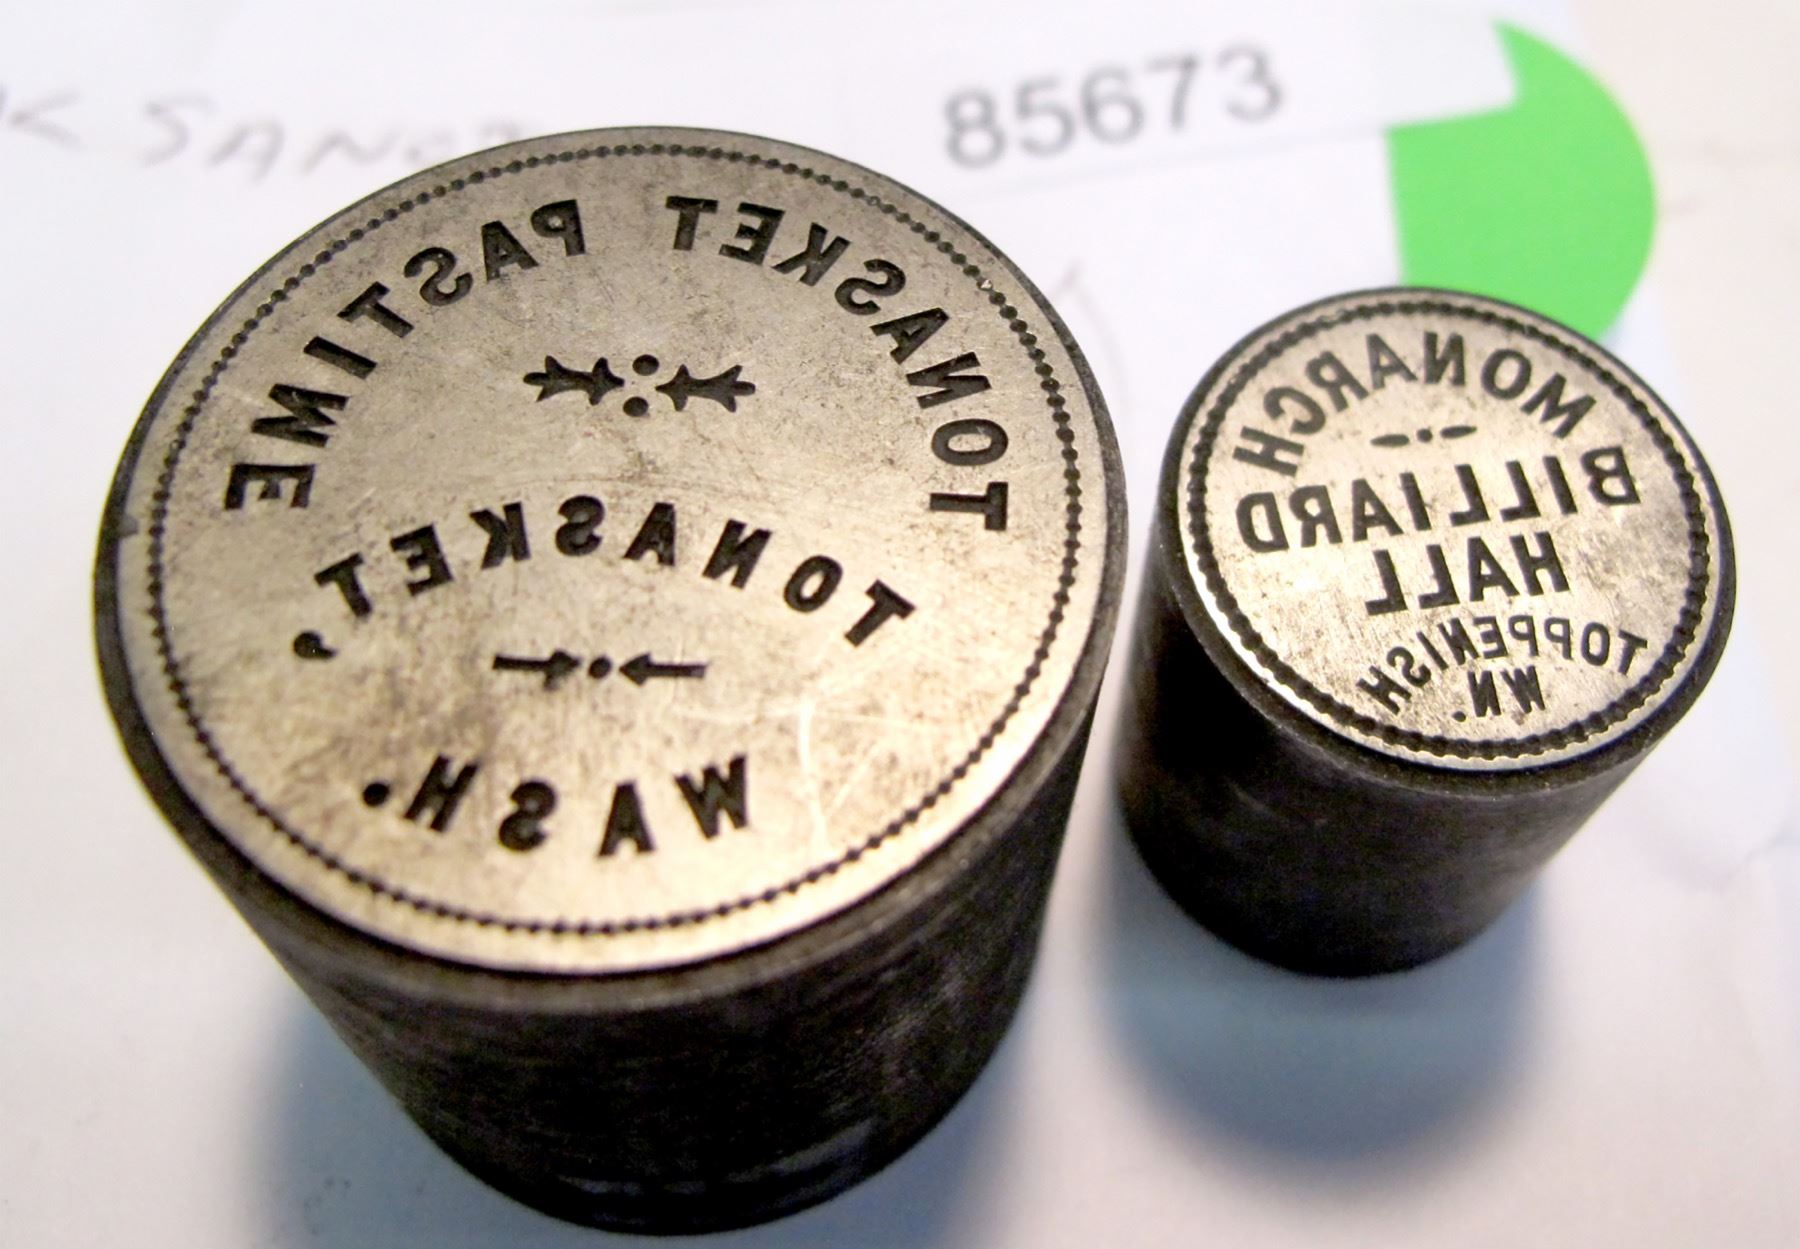 85673
TONASKET PASTIME
TONASKET,
WASH.
MONARCH
BILLIARD
HALL
TOPPENISH
WN.